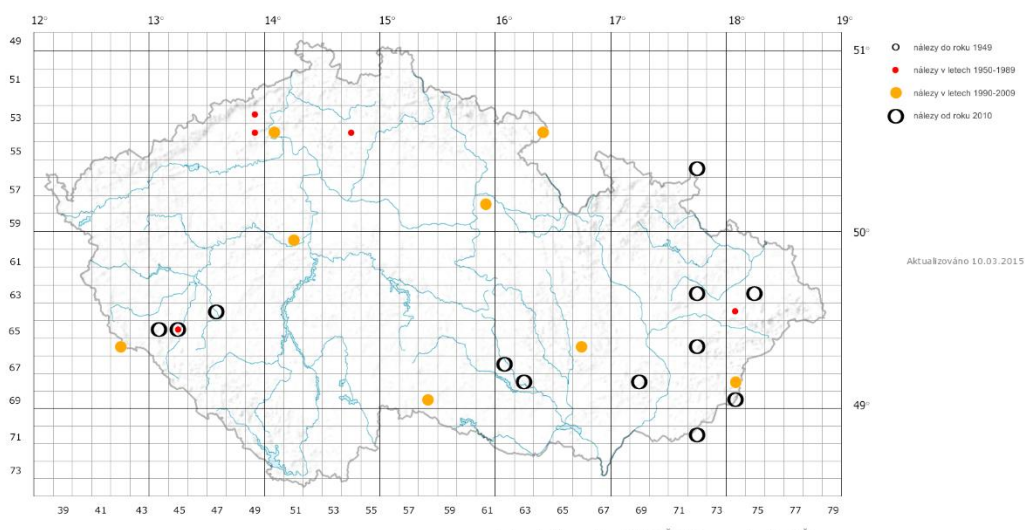 12° 13° 14° 15° 16° 17° 18° 19°
49
51
53
55
57
59
61
63
65
67
69
71
73
51°
50°
49°
39 41 43 45 47 49 51 53 55 57 59 61 63 65 67 69 71 73 75 77 79
nálezy do roku 1949
nálezy v letech 1950-1989
nálezy v letech 1990-2009
nálezy od roku 2010
Aktualizováno 10.03.2015